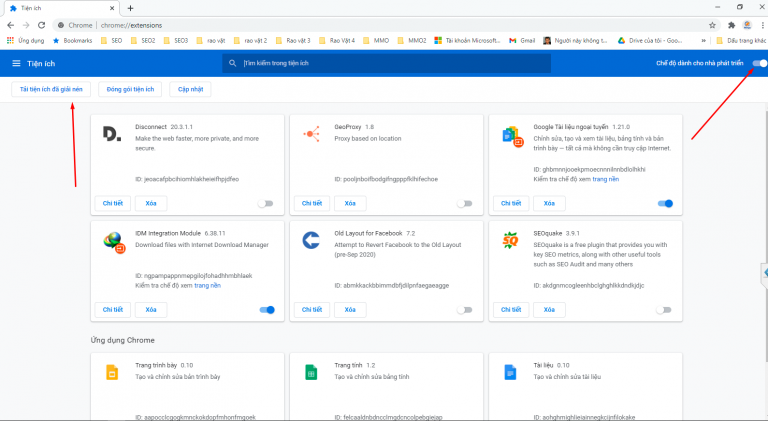 Tiện ích
Chrome | chrome://extensions
Ứng dụng Bookmarks SEO SEO2 SEO3 rao vặt rao vặt 2 Rao Vặt 3 Rao Vặt 4 MMO MMO2 Tài khoản Microsoft... Gmail Người này không t... Drive của tôi - Goo... » Dấu trang khác
Tiện ích
Tìm kiếm trong tiện ích
Chế độ dành cho nhà phát triển
Tải tiện ích đã giải nén Đóng gói tiện ích Cập nhật
Disconnect 20.3.1.1
Make the web faster, more private, and more
secure.
ID: jeoacafpbcihiomhlakheieifhpjdfeo
Chi tiết Xóa
GeoProxy 1.8
Proxy based on location
ID: pooljnboifbodgifngpppfklhifechoe
Chi tiết Xóa
Google Tài liệu ngoại tuyến 1.21.0
Chỉnh sửa, tạo và xem tài liệu, bảng tính và bản
trình bày — tất cả mà không cần truy cập Internet.
ID: ghbmnnjooekpmoecnnnilnnbdlolhkhi
Kiểm tra chế độ xem trang nền
Chi tiết Xóa
IDM Integration Module 6.38.11
Download files with Internet Download Manager
ID: ngpampappnmepgilojfohadhhmbhlaek
Kiểm tra chế độ xem trang nền
Chi tiết Xóa
Old Layout for Facebook 7.2
Attempt to Revert Facebook to the Old Layout
(pre-Sep 2020)
ID: abmkkackbbimmdbfjdilpnfaegaeagge
Chi tiết Xóa
SEOquake 3.9.1
SEOquake is a free plugin that provides you with
key SEO metrics, along with other useful tools
such as SEO Audit and many others
ID: akdgnmcogleenhbclghghlkkdndkjdjc
Chi tiết Xóa
Ứng dụng Chrome
Trang trình bày 0.10
Tạo và chỉnh sửa bản trình bày
ID: aapocclcgogkmnckokdopfmhonfmgoek
Trang tính 1.2
Tạo và chỉnh sửa bảng tính
ID: felcaaldnbdncclmgdcncolpebgiejap
Tài liệu 0.10
Tạo và chỉnh sửa tài liệu
ID: aohghmighlieiainnegkcijnfilokake